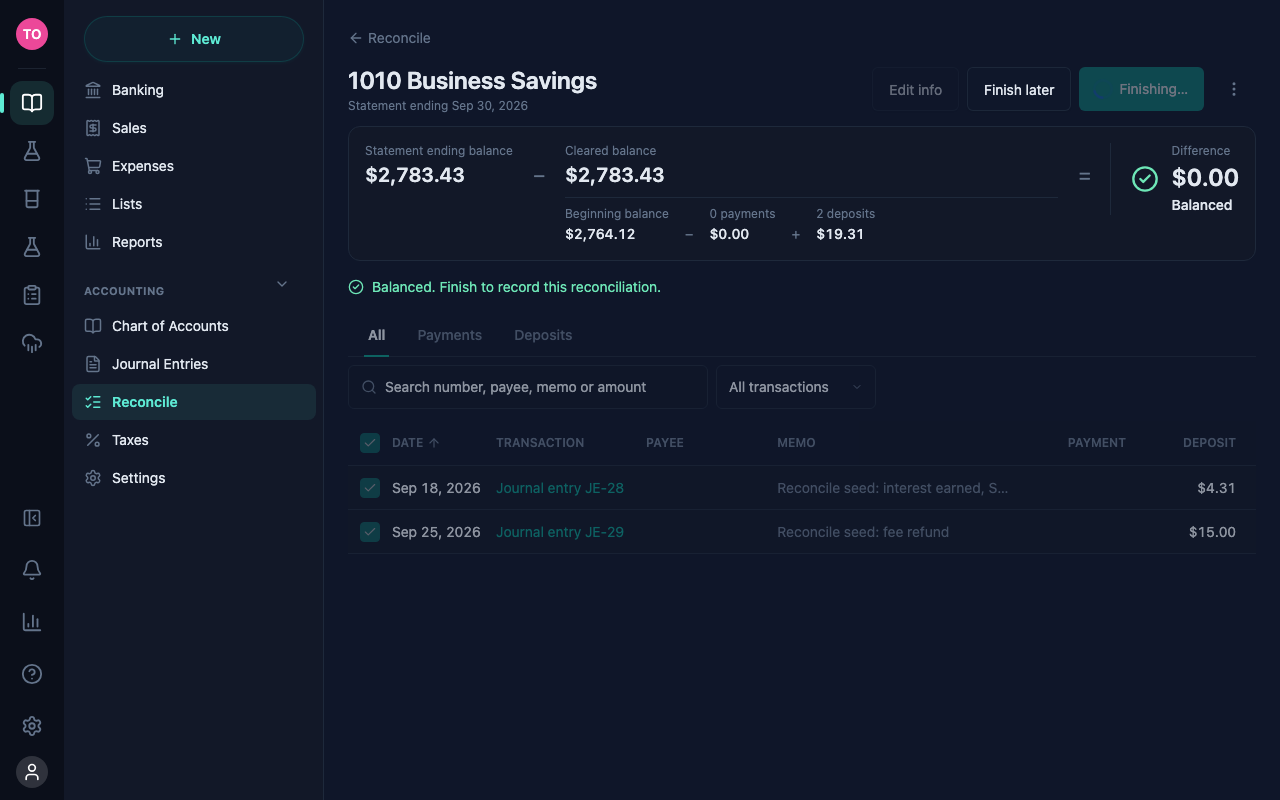 TO
New
Banking
Sales
Expenses
Lists
Reports
ACCOUNTING
Chart of Accounts
Journal Entries
Reconcile
Taxes
Settings
Reconcile
1010 Business Savings
Statement ending Sep 30, 2026
Edit info
Finish later
Finishing...
Statement ending balance
$2,783.43
–
Cleared balance
$2,783.43
Beginning balance
$2,764.12
–
0 payments
$0.00
+
2 deposits
$19.31
=
Difference
$0.00
Balanced
Balanced. Finish to record this reconciliation.
All Payments Deposits
Search number, payee, memo or amount
All transactions
DATE TRANSACTION PAYEE MEMO PAYMENT DEPOSIT
Sep 18, 2026 Journal entry JE-28 Reconcile seed: interest earned, S... $4.31
Sep 25, 2026 Journal entry JE-29 Reconcile seed: fee refund $15.00